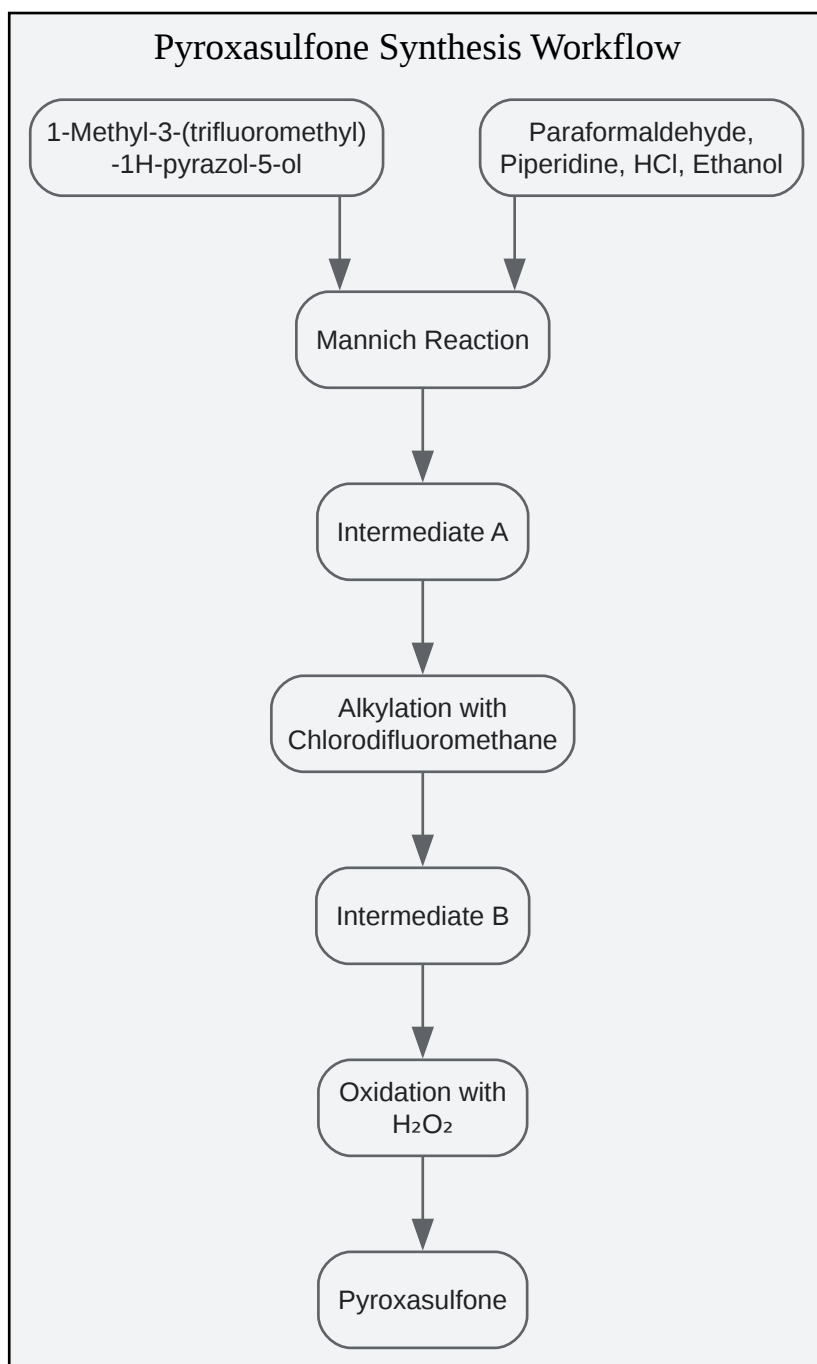 Pyroxasulfone Synthesis Workflow
1-Methyl-3-(trifluoromethyl)
-1H-pyrazol-5-ol
Paraformaldehyde,
Piperidine, HCl, Ethanol
Mannich Reaction
Intermediate A
Alkylation with
Chlorodifluoromethane
Intermediate B
Oxidation with
H₂O₂
Pyroxasulfone